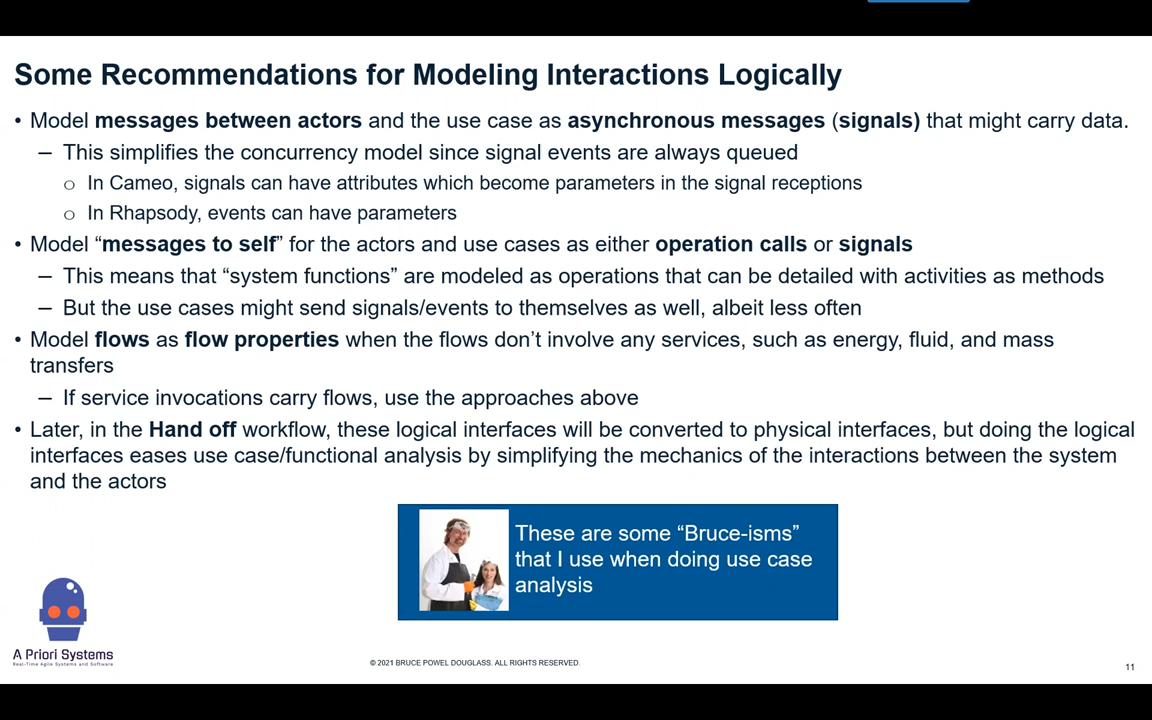 Some Recommendations for Modeling Interactions Logically
• Model messages between actors and the use case as asynchronous messages (signals) that might carry data.
– This simplifies the concurrency model since signal events are always queued
o In Cameo, signals can have attributes which become parameters in the signal receptions
o In Rhapsody, events can have parameters
• Model “messages to self” for the actors and use cases as either operation calls or signals
– This means that “system functions” are modeled as operations that can be detailed with activities as methods
– But the use cases might send signals/events to themselves as well, albeit less often
• Model flows as flow properties when the flows don’t involve any services, such as energy, fluid, and mass
transfers
– If service invocations carry flows, use the approaches above
• Later, in the Hand off workflow, these logical interfaces will be converted to physical interfaces, but doing the logical
interfaces eases use case/functional analysis by simplifying the mechanics of the interactions between the system
and the actors
These are some “Bruce-isms”
that I use when doing use case
analysis
A Priori Systems
Real-Time Agile Systems and Software
© 2021 BRUCE POWEL DOUGLASS. ALL RIGHTS RESERVED.
11